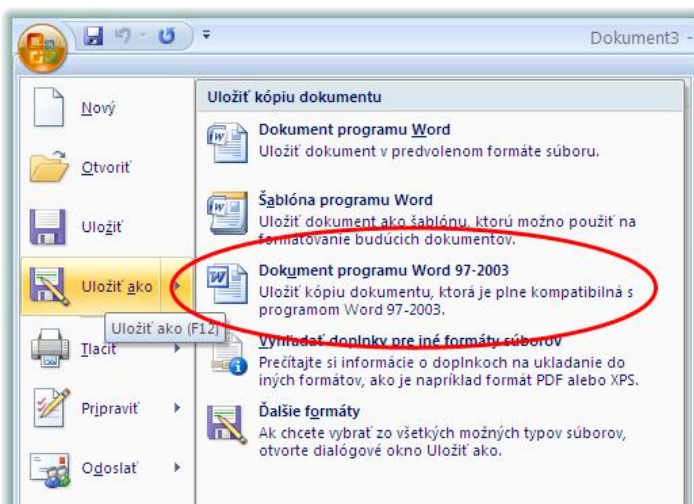 Dokument3 -
Nový
Otvoriť
Uložiť
Uložiť ako
Uložiť ako (F12)
Tlačiť
Pripraviť
Odoslať
Uložiť kópiu dokumentu
Dokument programu Word
Uložiť dokument v predvolenom formáte súboru.
Šablóna programu Word
Uložiť dokument ako šablónu, ktorú možno použiť na
formátovanie budúcich dokumentov.
Dokument programu Word 97-2003
Uložiť kópiu dokumentu, ktorá je plne kompatibilná s
programom Word 97-2003.
Vyhľadať doplnky pre iné formáty súborov
Prečítajte si informácie o doplnkoch na ukladanie do
iných formátov, ako je napríklad formát PDF alebo XPS.
Ďalšie formáty
Ak chcete vybrať zo všetkých možných typov súborov,
otvorte dialógové okno Uložiť ako.